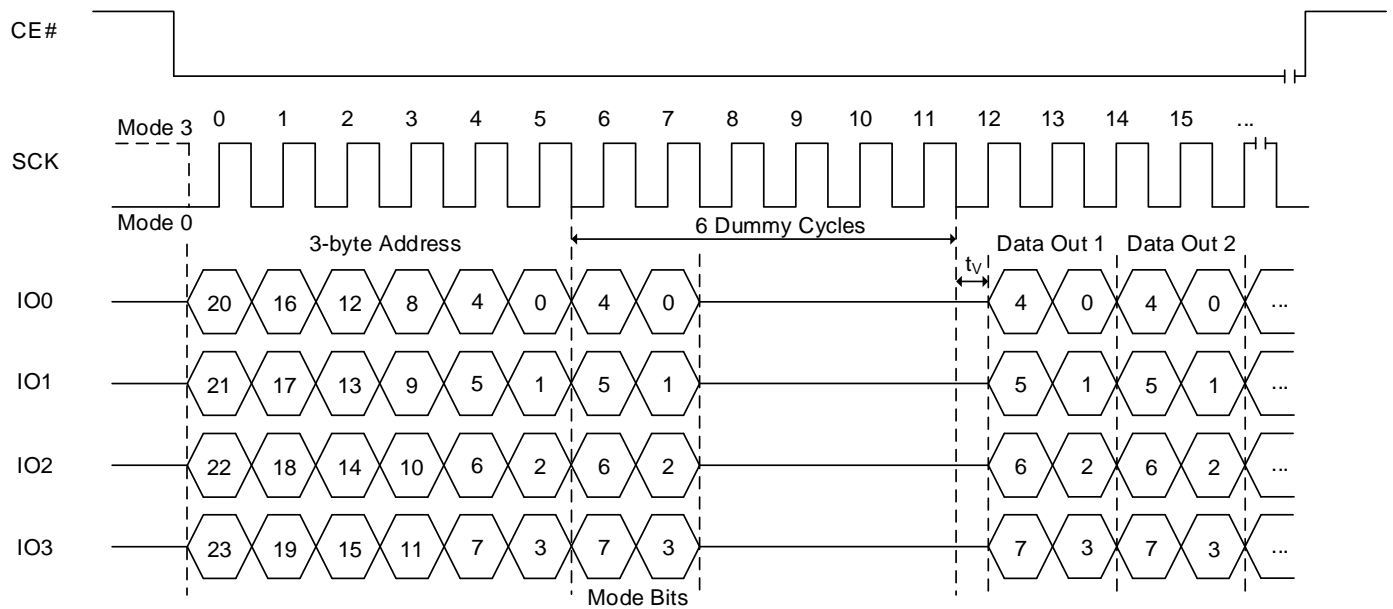 CE#
Mode 3
0 1 2 3 4 5 6 7 8 9 10 11 12 13 14 15 ...
SCK
Mode 0
3-byte Address
6 Dummy Cycles
Data Out 1
Data Out 2
tV
IO0 20 16 12 8 4 0 4 0 4 0 4 0 ...
IO1 21 17 13 9 5 1 5 1 5 1 5 1 ...
IO2 22 18 14 10 6 2 6 2 6 2 6 2 ...
IO3 23 19 15 11 7 3 7 3 7 3 7 3 ...
Mode Bits